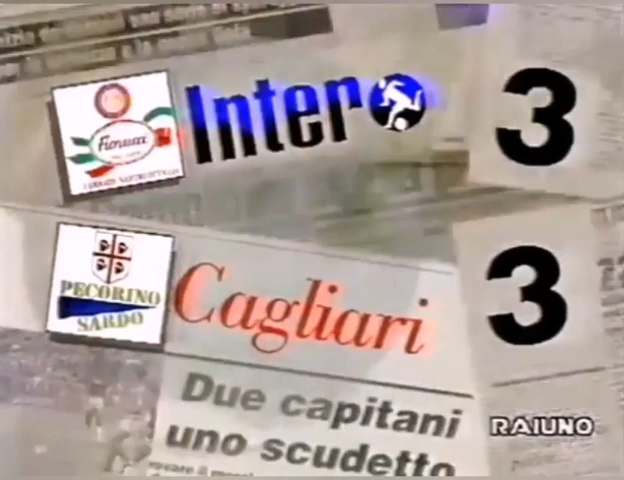 Inter 3
Fiorucci
PECORINO
SARDO
Cagliari 3
Due capitani
uno scudetto
RAIUNO